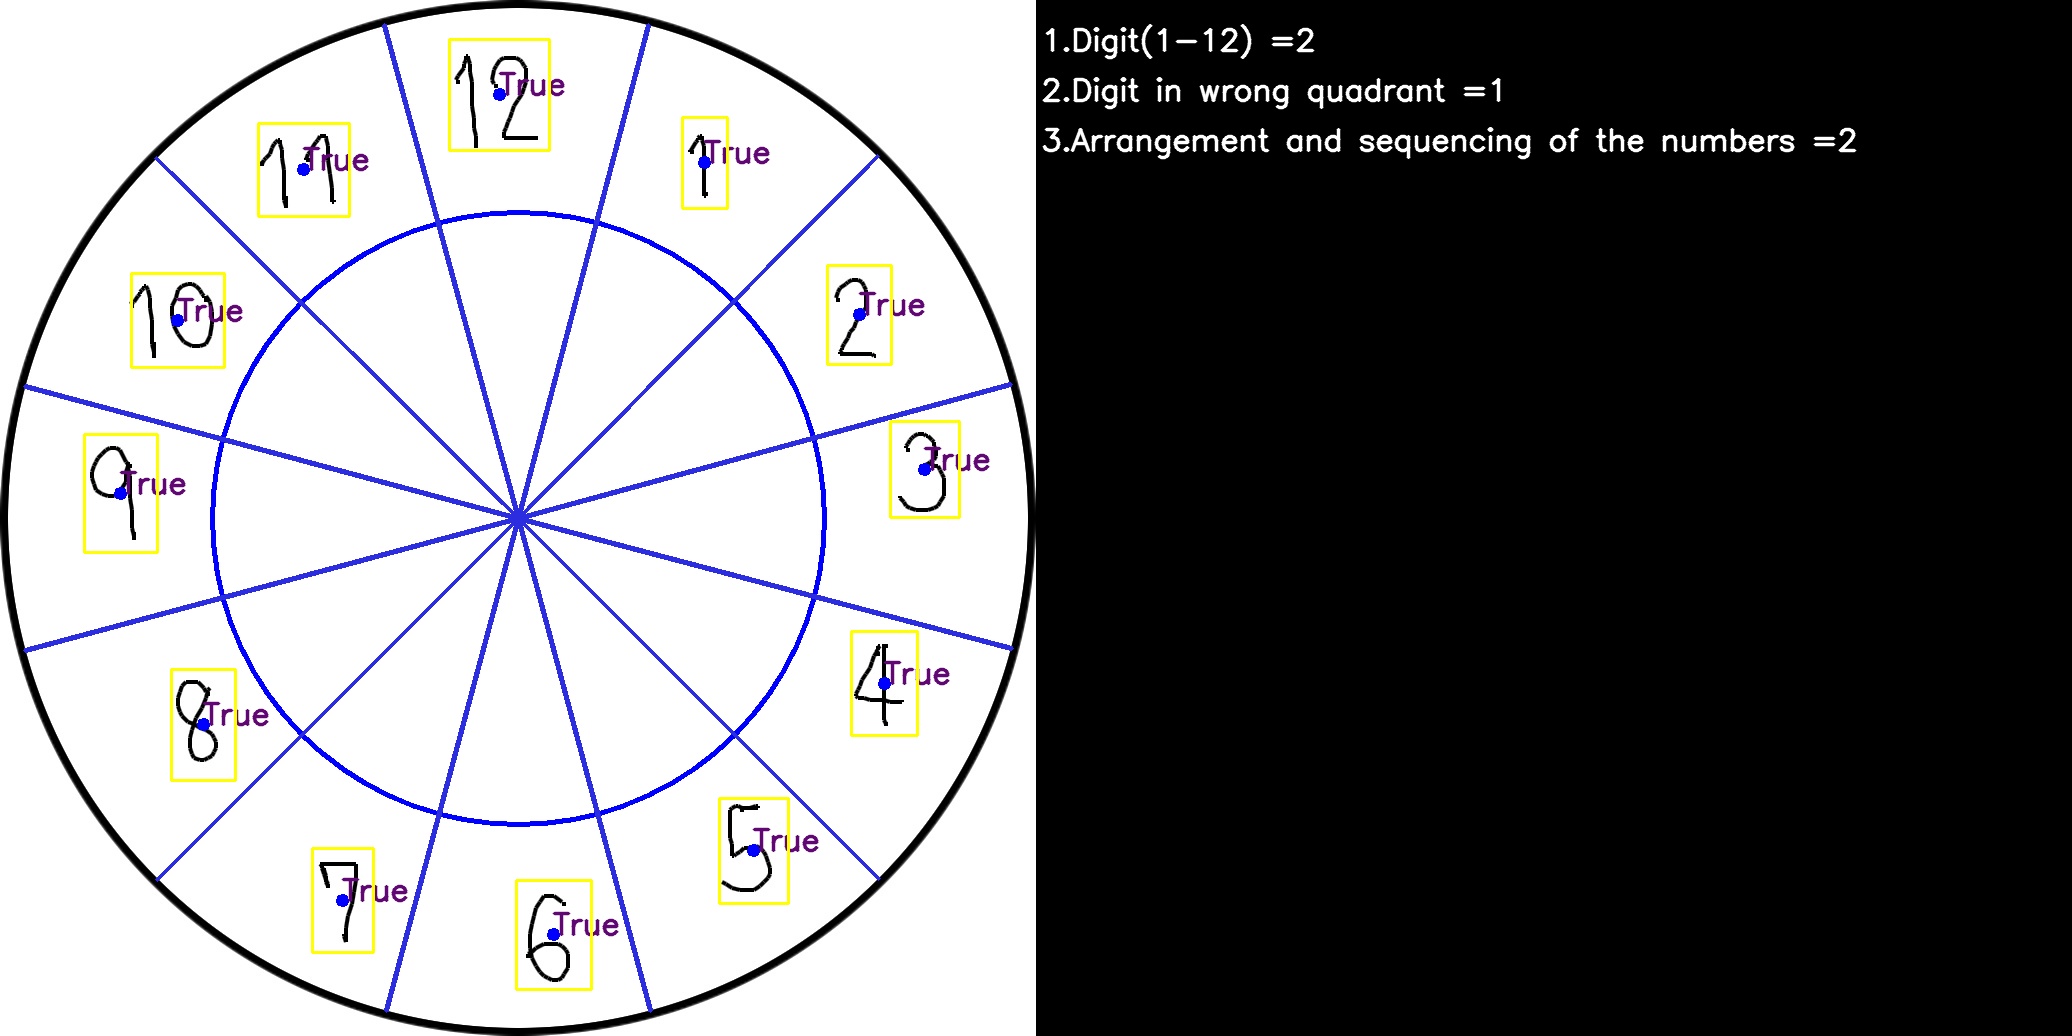 12 True
11 True
1 True
10 True
2 True
9 True
3 True
8 True
4 True
7 True
5 True
6 True
1.Digit(1-12) =2
2.Digit in wrong quadrant =1
3.Arrangement and sequencing of the numbers =2